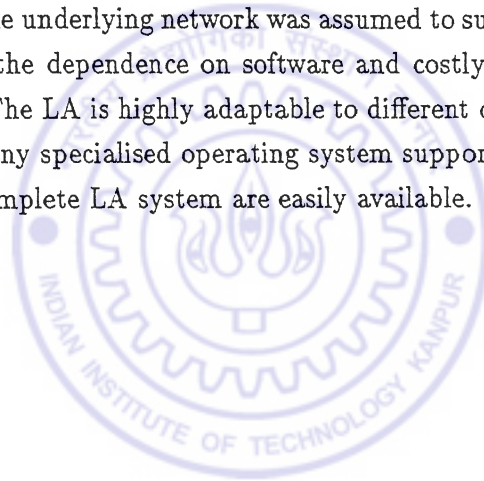 e underlying network was assumed to su
the dependence on software and costly
The LA is highly adaptable to different
ny specialised operating system suppor
mplete LA system are easily available.
प्रौद्योगिकी संस्थान
INDIAN INSTITUTE OF TECHNOLOGY KANPUR